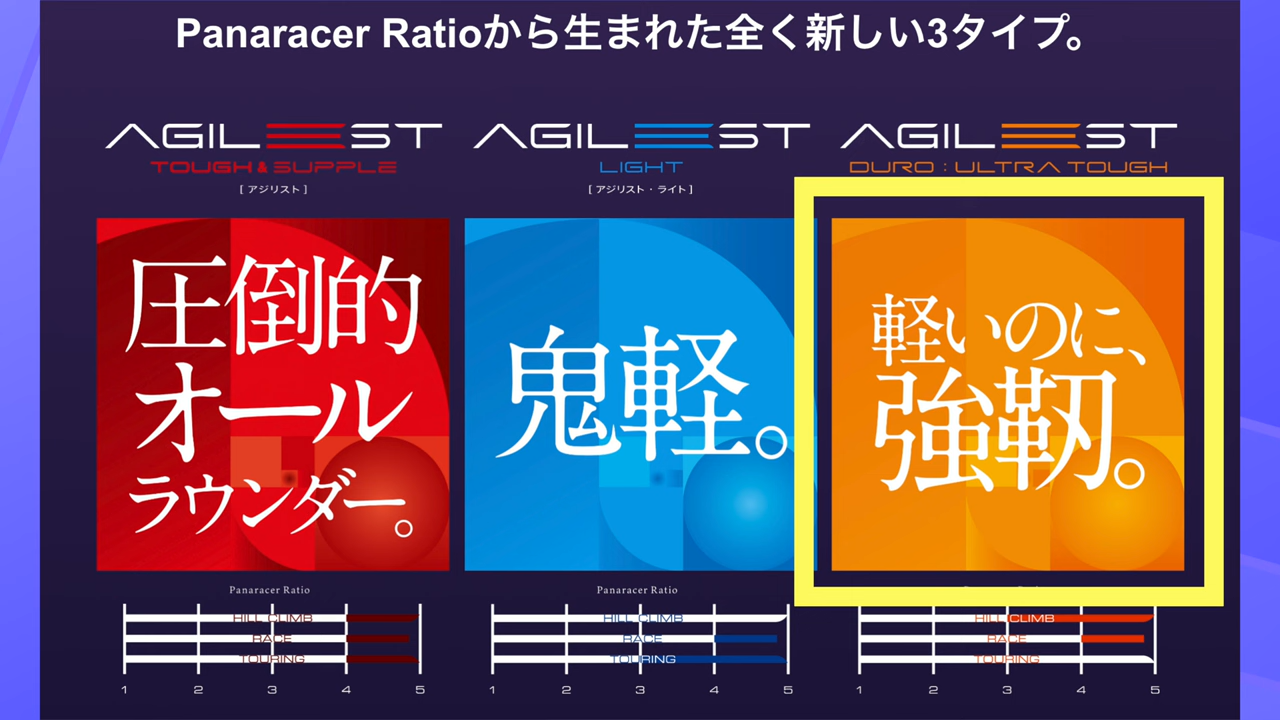 Panaracer Ratioから生まれた全く新しい3タイプ。
AGILEST
TOUGH & SUPPLE
[ アジリスト ]
圧倒的
オール
ラウンダー。
Panaracer Ratio
HILL CLIMB
RACE
TOURING
1 2 3 4 5
AGILEST
LIGHT
[ アジリスト・ライト ]
鬼軽。
Panaracer Ratio
HILL CLIMB
RACE
TOURING
1 2 3 4 5
AGILEST
DURO : ULTRA TOUGH
軽いのに、
強靭。
HILL CLIMB
RACE
TOURING
1 2 3 4 5